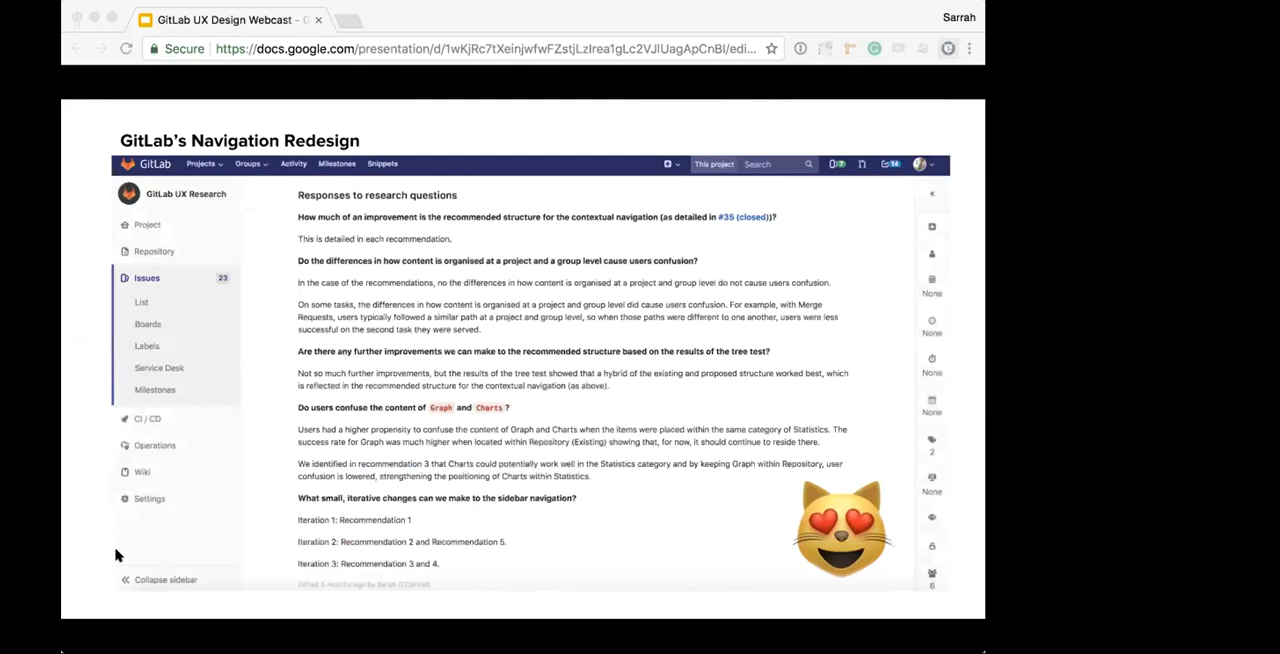 GitLab UX Design Webcast - G
Sarrah
Secure https://docs.google.com/presentation/d/1wKjRc7tXeinjwfwFZstjLzIrea1gLc2VJlUagApCnBI/edi...
GitLab's Navigation Redesign
GitLab Projects Groups Activity Milestones Snippets This project Search 7 14
GitLab UX Research
Project
Repository
Issues 23
List
Boards
Labels
Service Desk
Milestones
CI / CD
Operations
Wiki
Settings
Collapse sidebar
Responses to research questions
How much of an improvement is the recommended structure for the contextual navigation (as detailed in #35 (closed))?
This is detailed in each recommendation.
Do the differences in how content is organised at a project and a group level cause users confusion?
In the case of the recommendations, no the differences in how content is organised at a project and group level do not cause users confusion.
On some tasks, the differences in how content is organised at a project and group level did cause users confusion. For example, with Merge
Requests, users typically followed a similar path at a project and group level, so when those paths were different to one another, users were less
successful on the second task they were served.
Are there any further improvements we can make to the recommended structure based on the results of the tree test?
Not so much further improvements, but the results of the tree test showed that a hybrid of the existing and proposed structure worked best, which
is reflected in the recommended structure for the contextual navigation (as above).
Do users confuse the content of Graph and Charts ?
Users had a higher propensity to confuse the content of Graph and Charts when the items were placed within the same category of Statistics. The
success rate for Graph was much higher when located within Repository (Existing) showing that, for now, it should continue to reside there.
We identified in recommendation 3 that Charts could potentially work well in the Statistics category and by keeping Graph within Repository, user
confusion is lowered, strengthening the positioning of Charts within Statistics.
What small, iterative changes can we make to the sidebar navigation?
Iteration 1: Recommendation 1
Iteration 2: Recommendation 2 and Recommendation 5.
Iteration 3: Recommendation 3 and 4.
Edited 5 months ago by Sarah O'Donnell
None
None
None
None
2
None
6